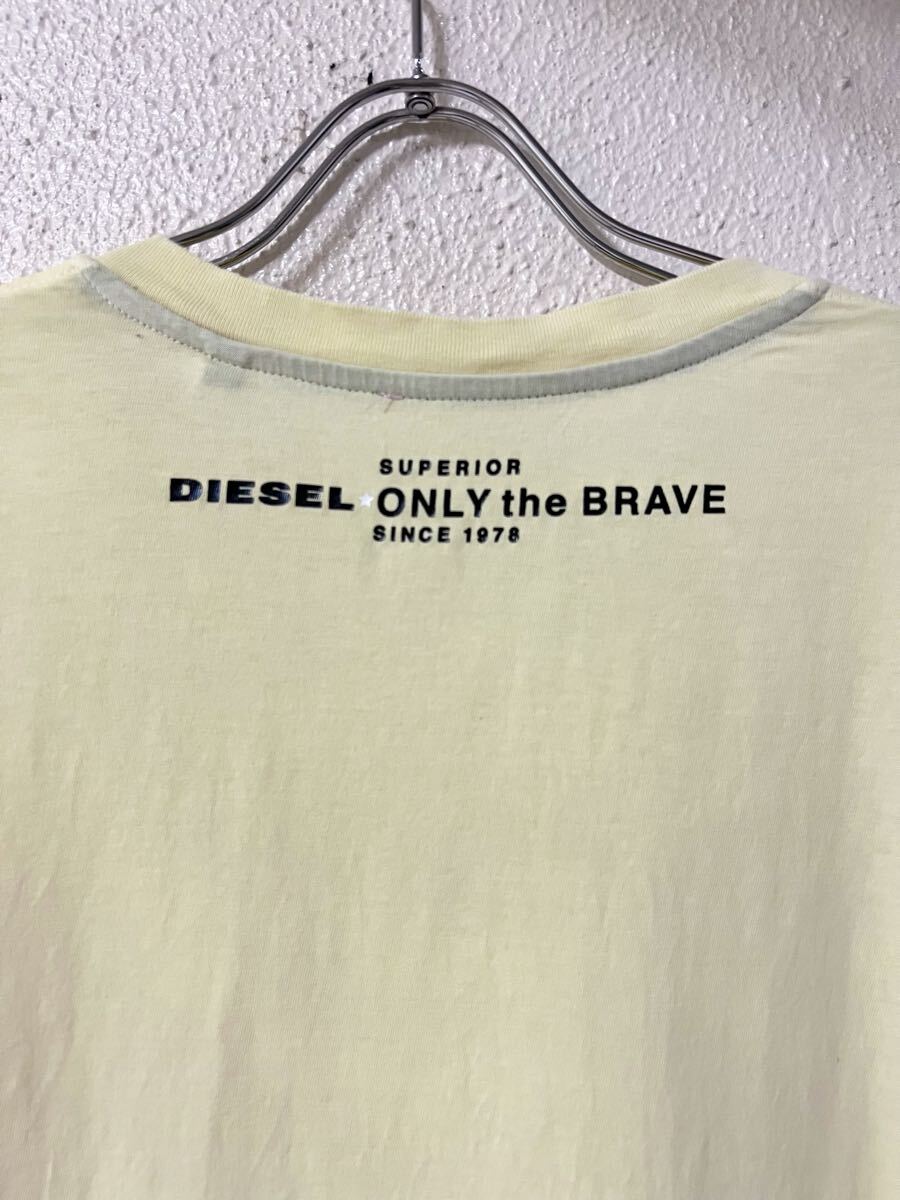 SUPERIOR
DIESEL★ONLY the BRAVE
SINCE 1978